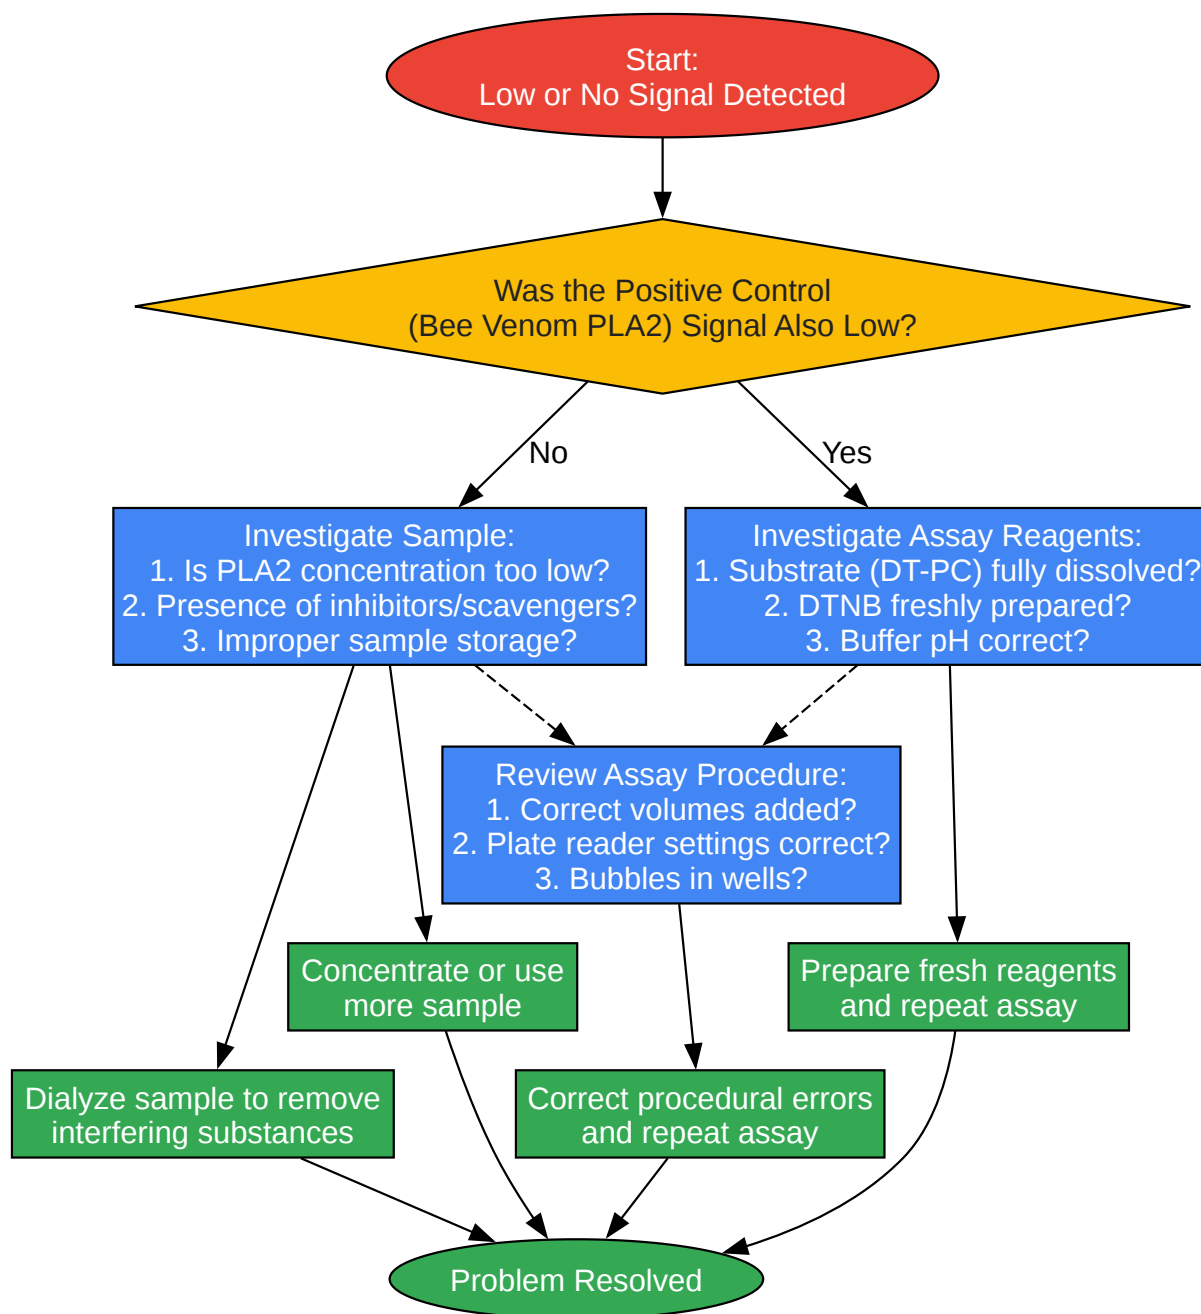 Start:
Low or No Signal Detected
Was the Positive Control
(Bee Venom PLA2) Signal Also Low?
No
Yes
Investigate Sample:
1. Is PLA2 concentration too low?
2. Presence of inhibitors/scavengers?
3. Improper sample storage?
Investigate Assay Reagents:
1. Substrate (DT-PC) fully dissolved?
2. DTNB freshly prepared?
3. Buffer pH correct?
Review Assay Procedure:
1. Correct volumes added?
2. Plate reader settings correct?
3. Bubbles in wells?
Concentrate or use
more sample
Prepare fresh reagents
and repeat assay
Dialyze sample to remove
interfering substances
Correct procedural errors
and repeat assay
Problem Resolved